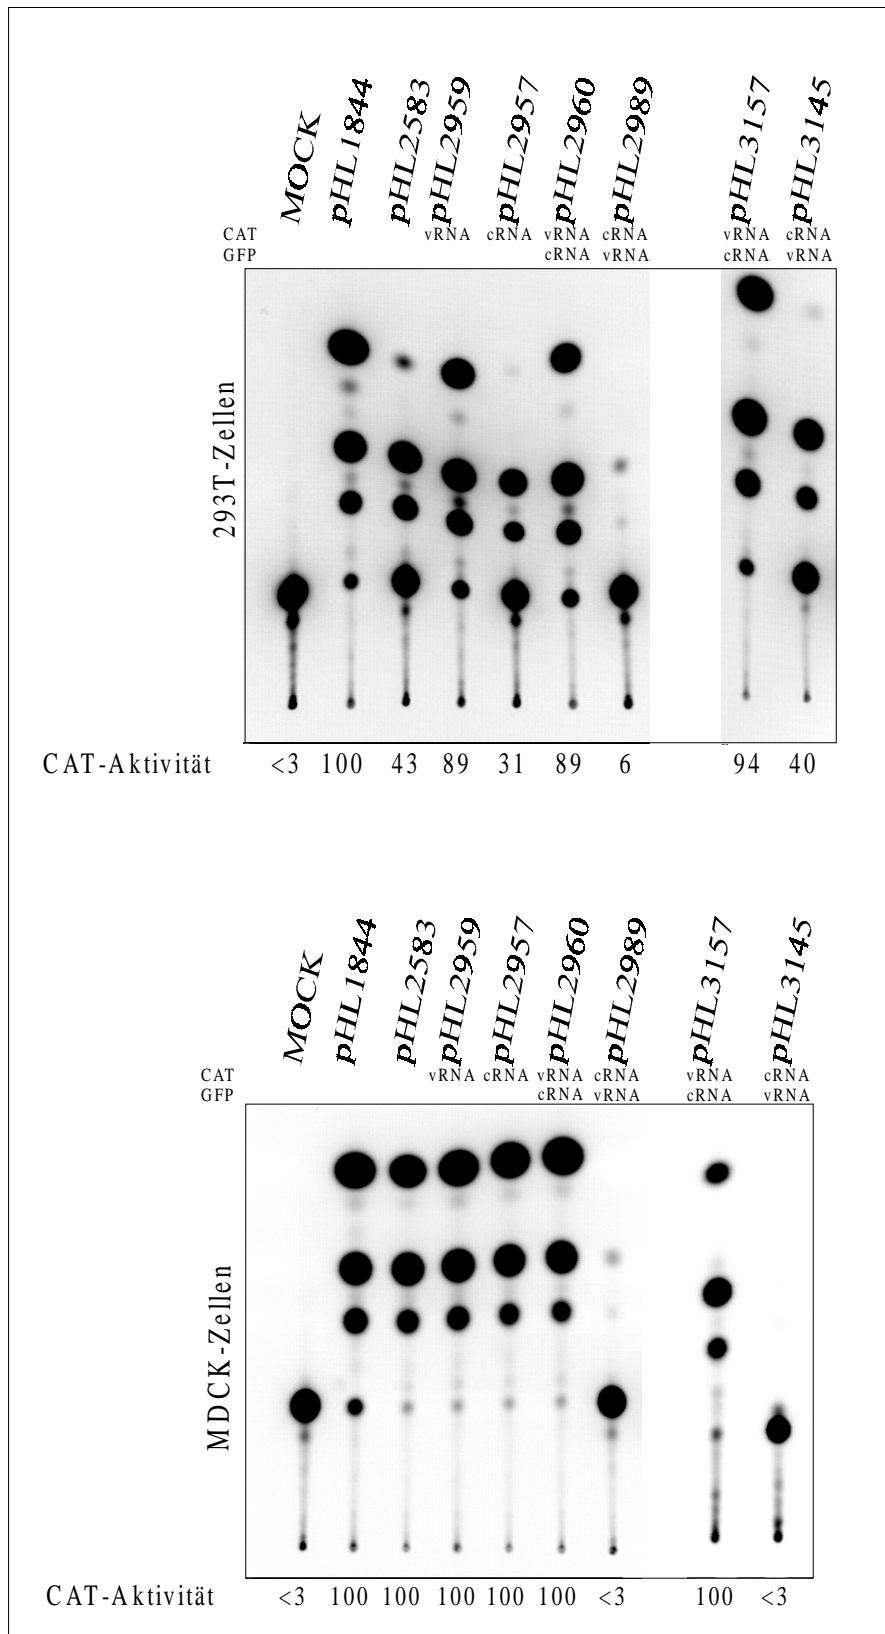 MOCK pHL1844 pHL2583 pHL2959 pHL2957 pHL2960 pHL2989 pHL3157 pHL3145
CAT vRNA cRNA vRNA cRNA vRNA cRNA
GFP cRNA vRNA cRNA vRNA
293T-Zellen
CAT-Aktivität <3 100 43 89 31 89 6 94 40
MOCK pHL1844 pHL2583 pHL2959 pHL2957 pHL2960 pHL2989 pHL3157 pHL3145
CAT vRNA cRNA vRNA cRNA vRNA cRNA
GFP cRNA vRNA cRNA vRNA
MDCK-Zellen
CAT-Aktivität <3 100 100 100 100 100 <3 100 <3